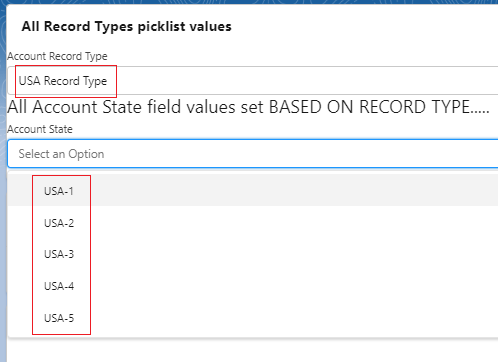 All Record Types picklist values
Account Record Type
USA Record Type
All Account State field values set BASED ON RECORD TYPE.....
Account State
Select an Option
USA-1
USA-2
USA-3
USA-4
USA-5